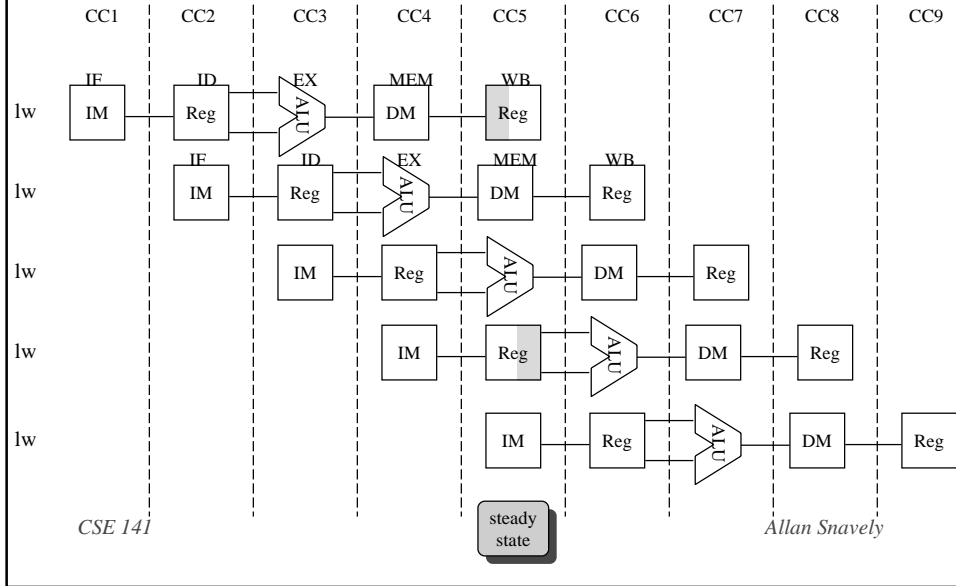 CC1 CC2 CC3 CC4 CC5 CC6 CC7 CC8 CC9
IF ID EX MEM WB
lw IM Reg ALU DM Reg
IF ID EX MEM WB
lw IM Reg ALU DM Reg
lw IM Reg ALU DM Reg
lw IM Reg ALU DM Reg
lw IM Reg ALU DM Reg
CSE 141
steady
state
Allan Snavely